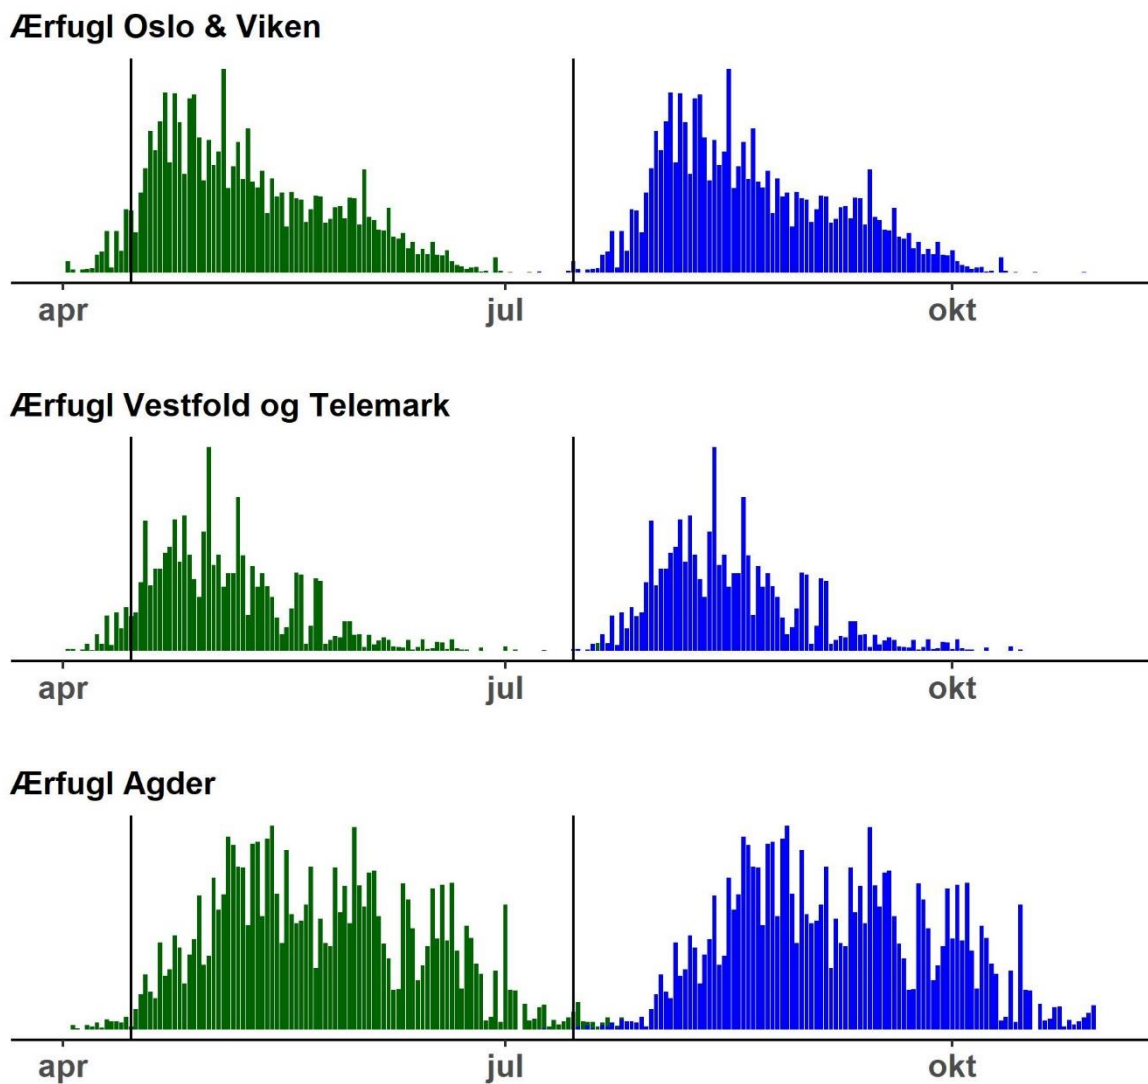 Ærfugl Oslo & Viken
apr jul okt
Ærfugl Vestfold og Telemark
apr jul okt
Ærfugl Agder
apr jul okt